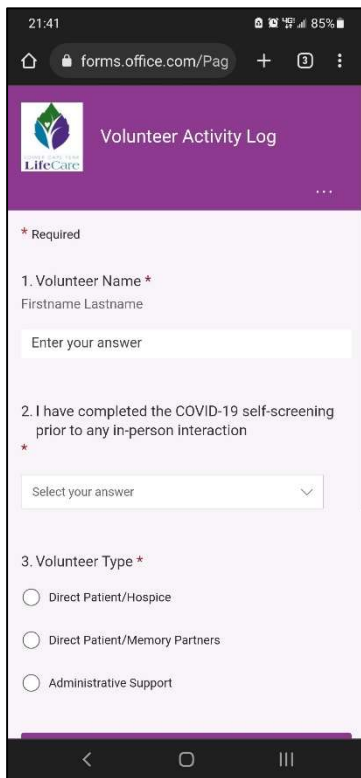 21:41
85%
forms.office.com/Pag
3
LifeCare
Volunteer Activity Log
...
* Required
1. Volunteer Name *
Firstname Lastname
Enter your answer
2. I have completed the COVID-19 self-screening
prior to any in-person interaction
*
Select your answer
3. Volunteer Type *
Direct Patient/Hospice
Direct Patient/Memory Partners
Administrative Support